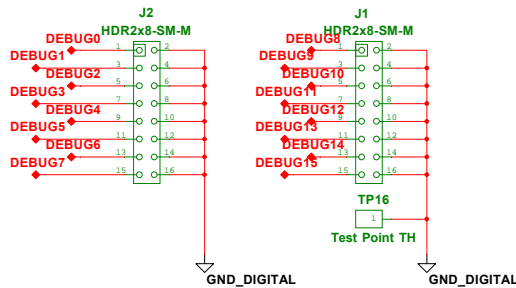 J2
HDR2x8-SM-M
DEBUG0
1
2
DEBUG1
3
4
DEBUG2
5
6
DEBUG3
7
8
DEBUG4
9
10
DEBUG5
11
12
DEBUG6
13
14
DEBUG7
15
16
GND_DIGITAL
J1
HDR2x8-SM-M
DEBUG8
1
2
DEBUG9
3
4
DEBUG10
5
6
DEBUG11
7
8
DEBUG12
9
10
DEBUG13
11
12
DEBUG14
13
14
DEBUG15
15
16
TP16
1
Test Point TH
GND_DIGITAL